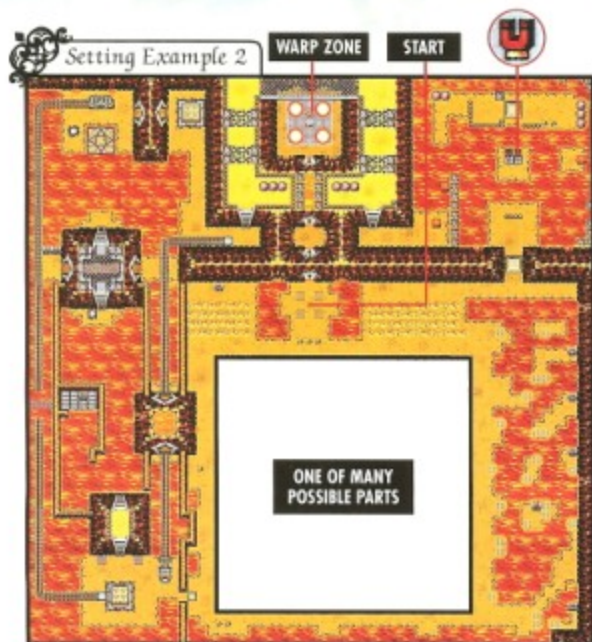 Setting Example 2
WARP ZONE
START
ONE OF MANY
POSSIBLE PARTS